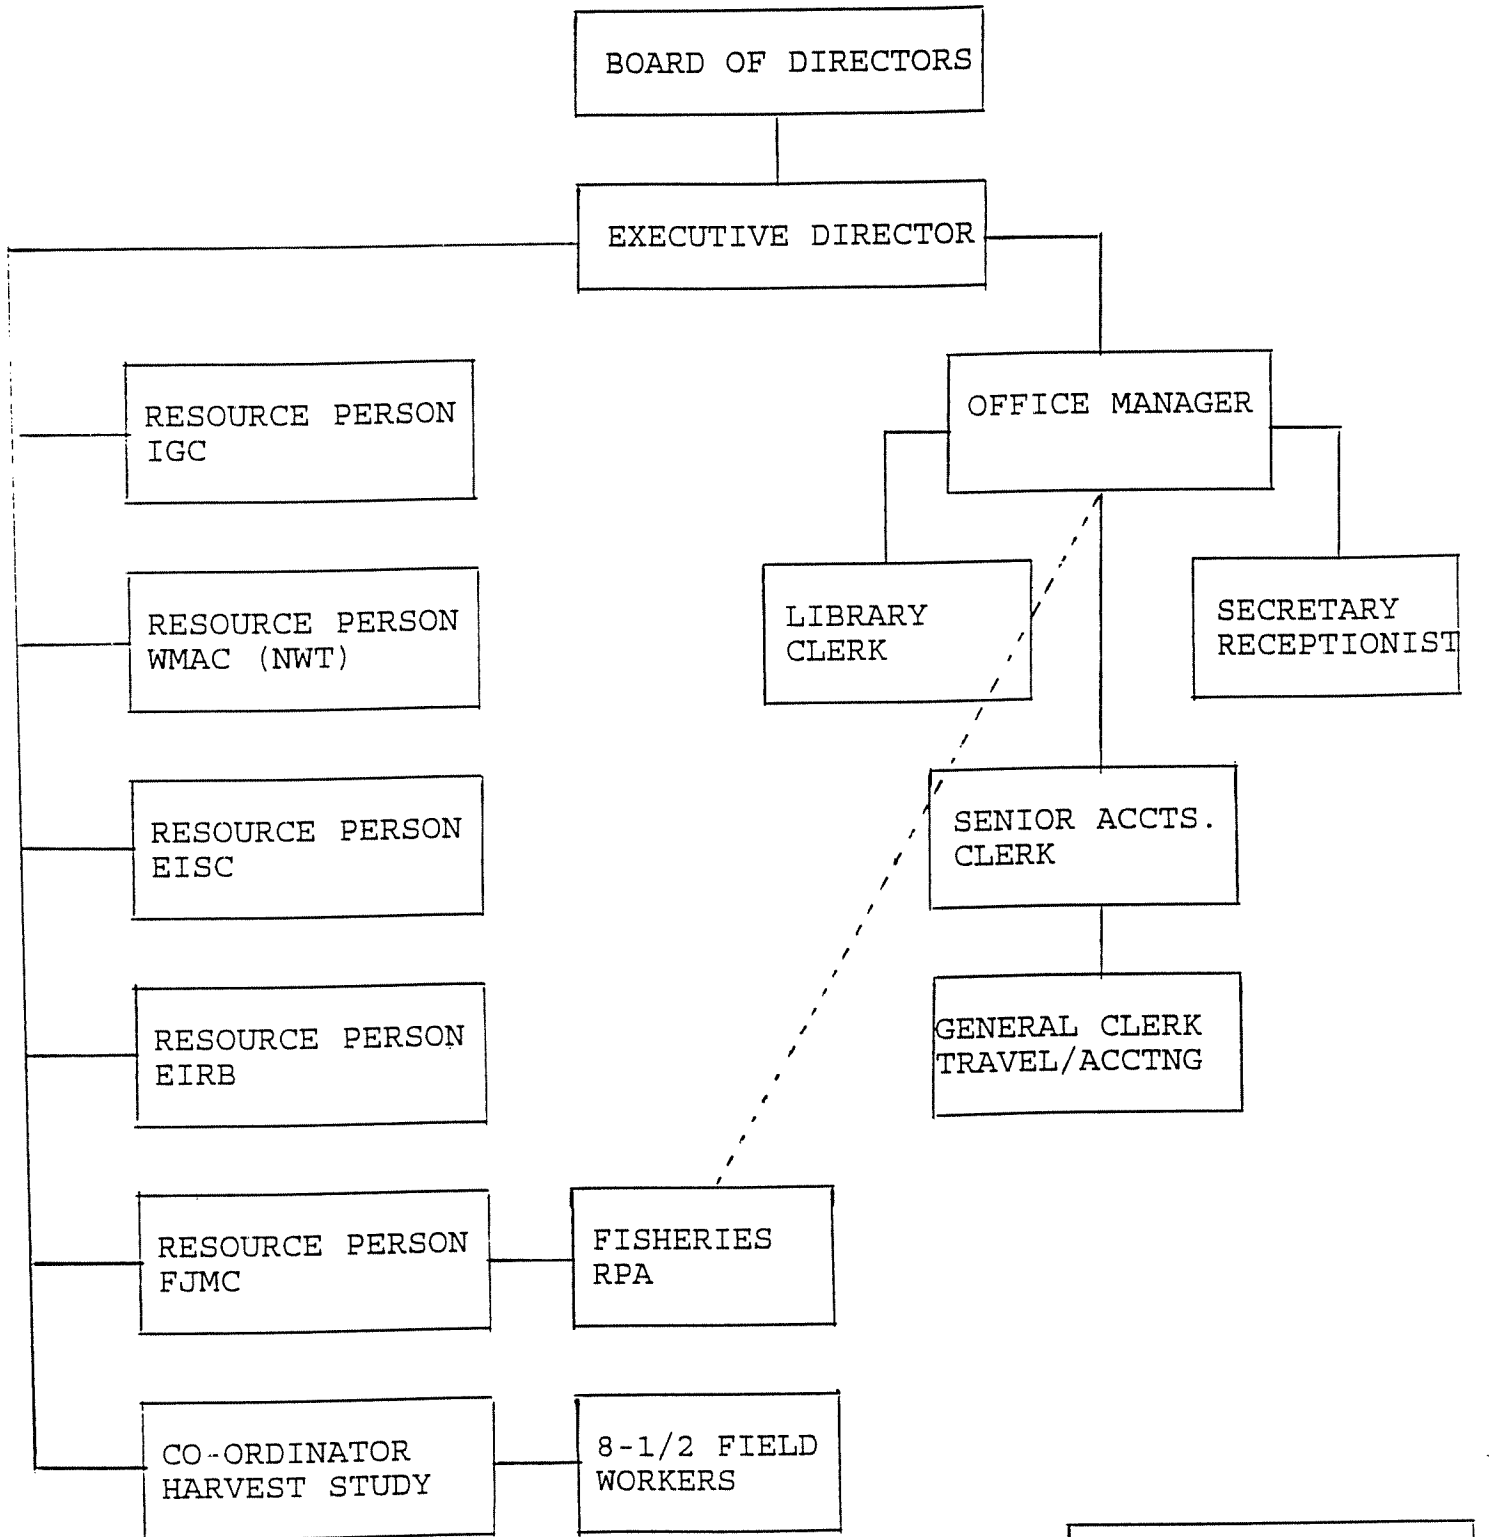 BOARD OF DIRECTORS
EXECUTIVE DIRECTOR
RESOURCE PERSON
IGC
OFFICE MANAGER
RESOURCE PERSON
WMAC (NWT)
LIBRARY
CLERK
SECRETARY
RECEPTIONIST
RESOURCE PERSON
EISC
SENIOR ACCTS.
CLERK
RESOURCE PERSON
EIRB
GENERAL CLERK
TRAVEL/ACCTNG
RESOURCE PERSON
FJMC
FISHERIES
RPA
CO-ORDINATOR
HARVEST STUDY
8-1/2 FIELD
WORKERS